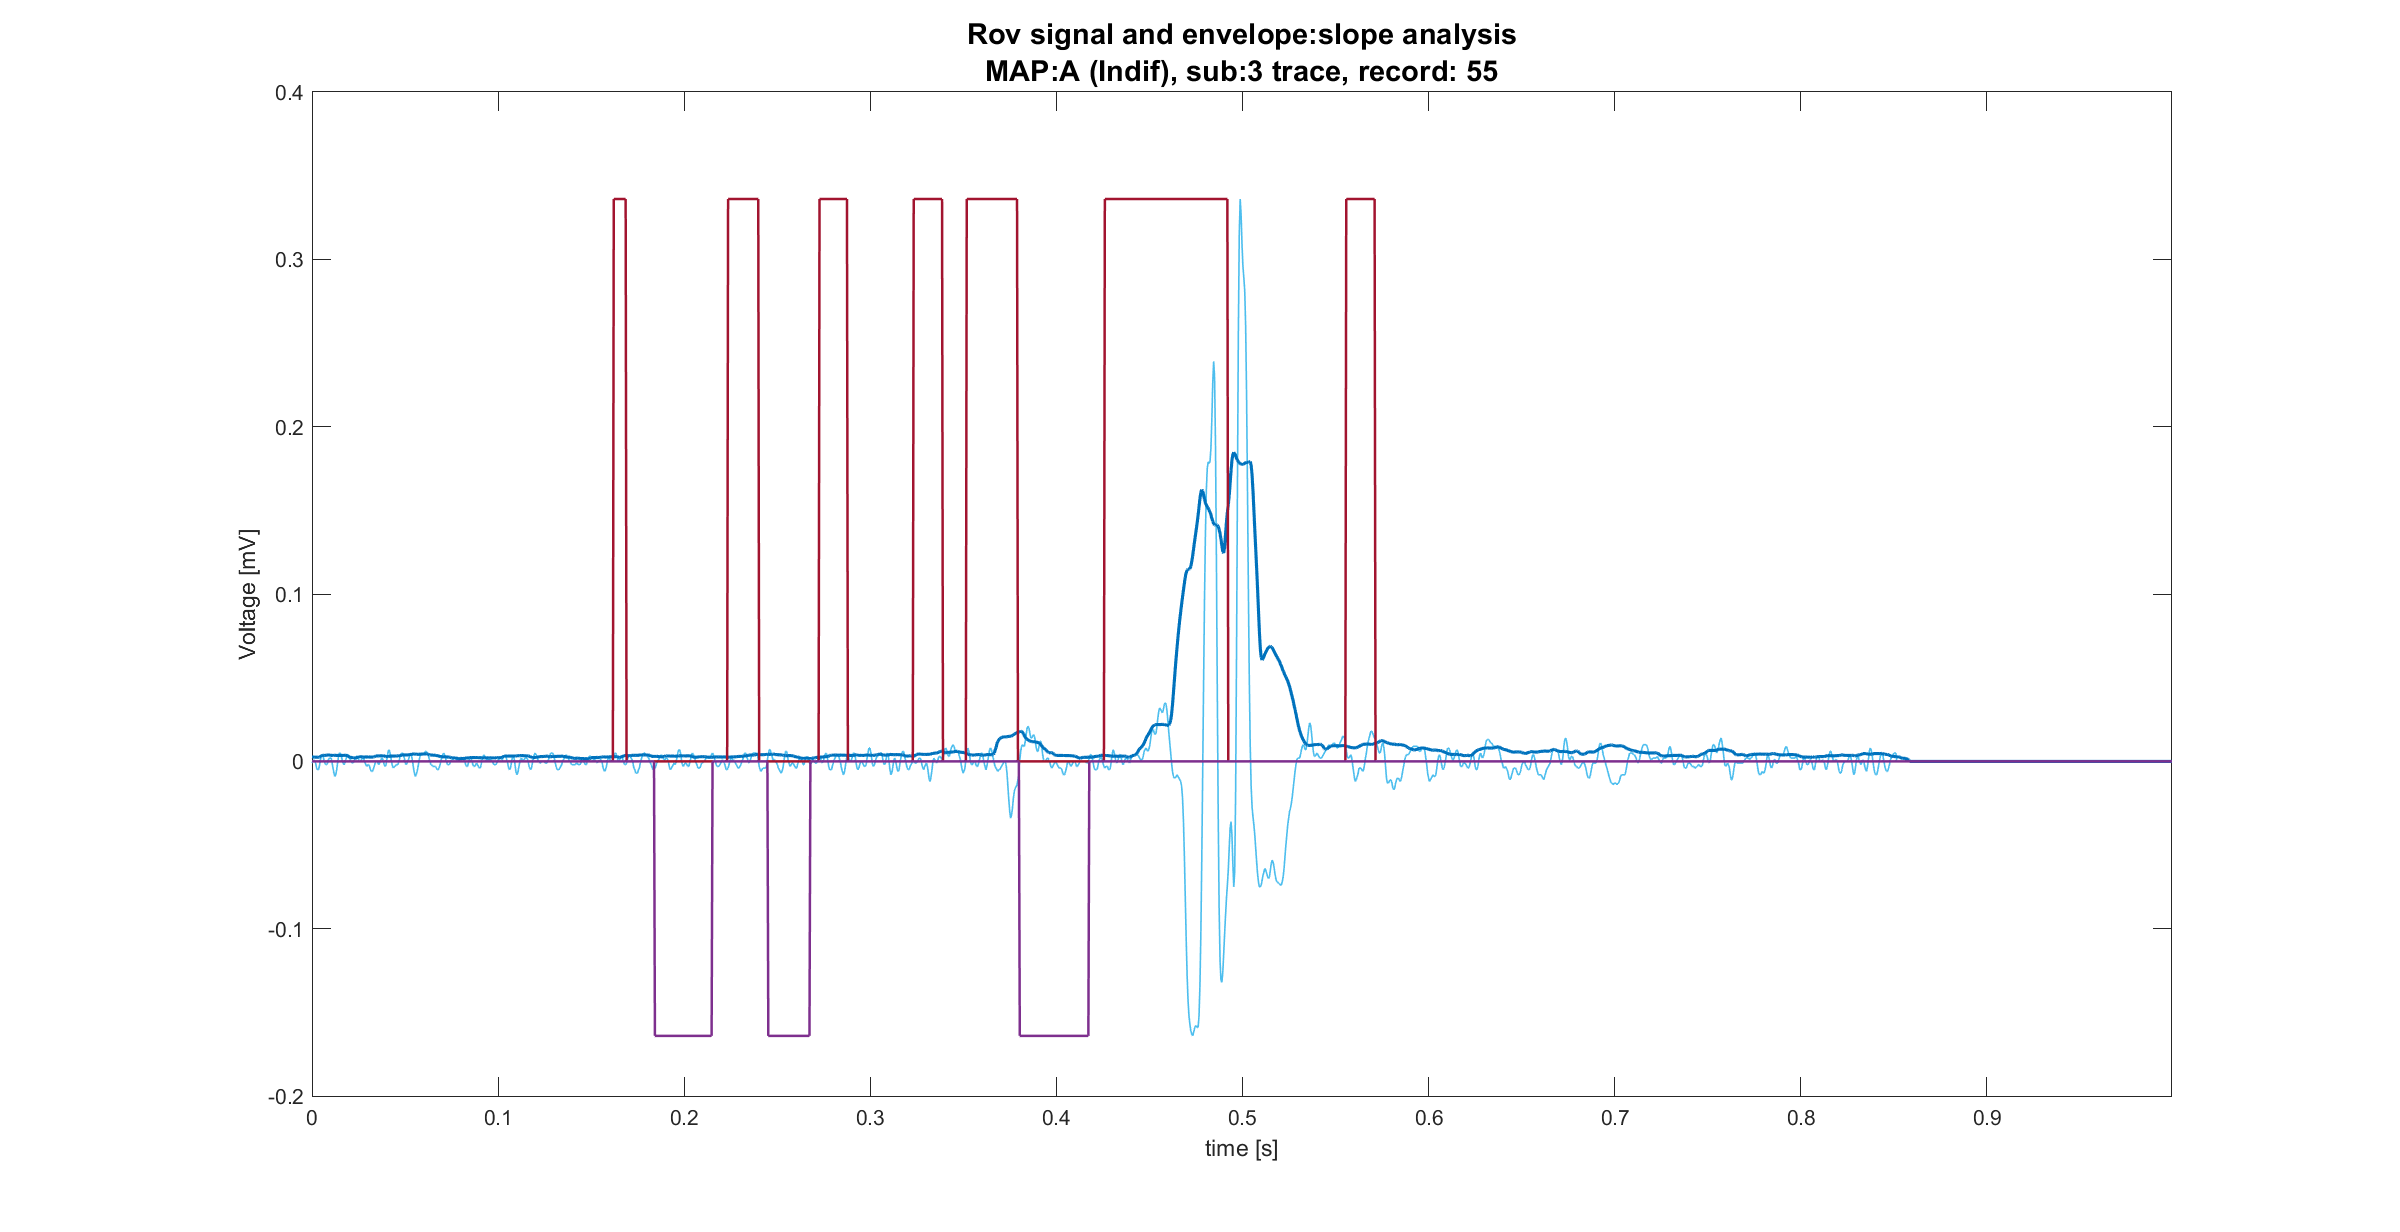 Rov signal and envelope:slope analysis
MAP:A (Indif), sub:3 trace, record: 55
0.4
0.3
0.2
0.1
0
-0.1
-0.2
Voltage [mV]
0 0.1 0.2 0.3 0.4 0.5 0.6 0.7 0.8 0.9
time [s]